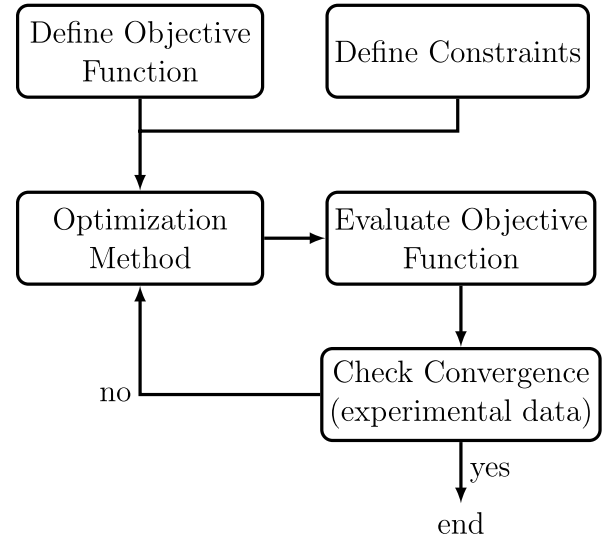 Define Objective
Function
Define Constraints
Optimization
Method
Evaluate Objective
Function
Check Convergence
(experimental data)
no
yes
end